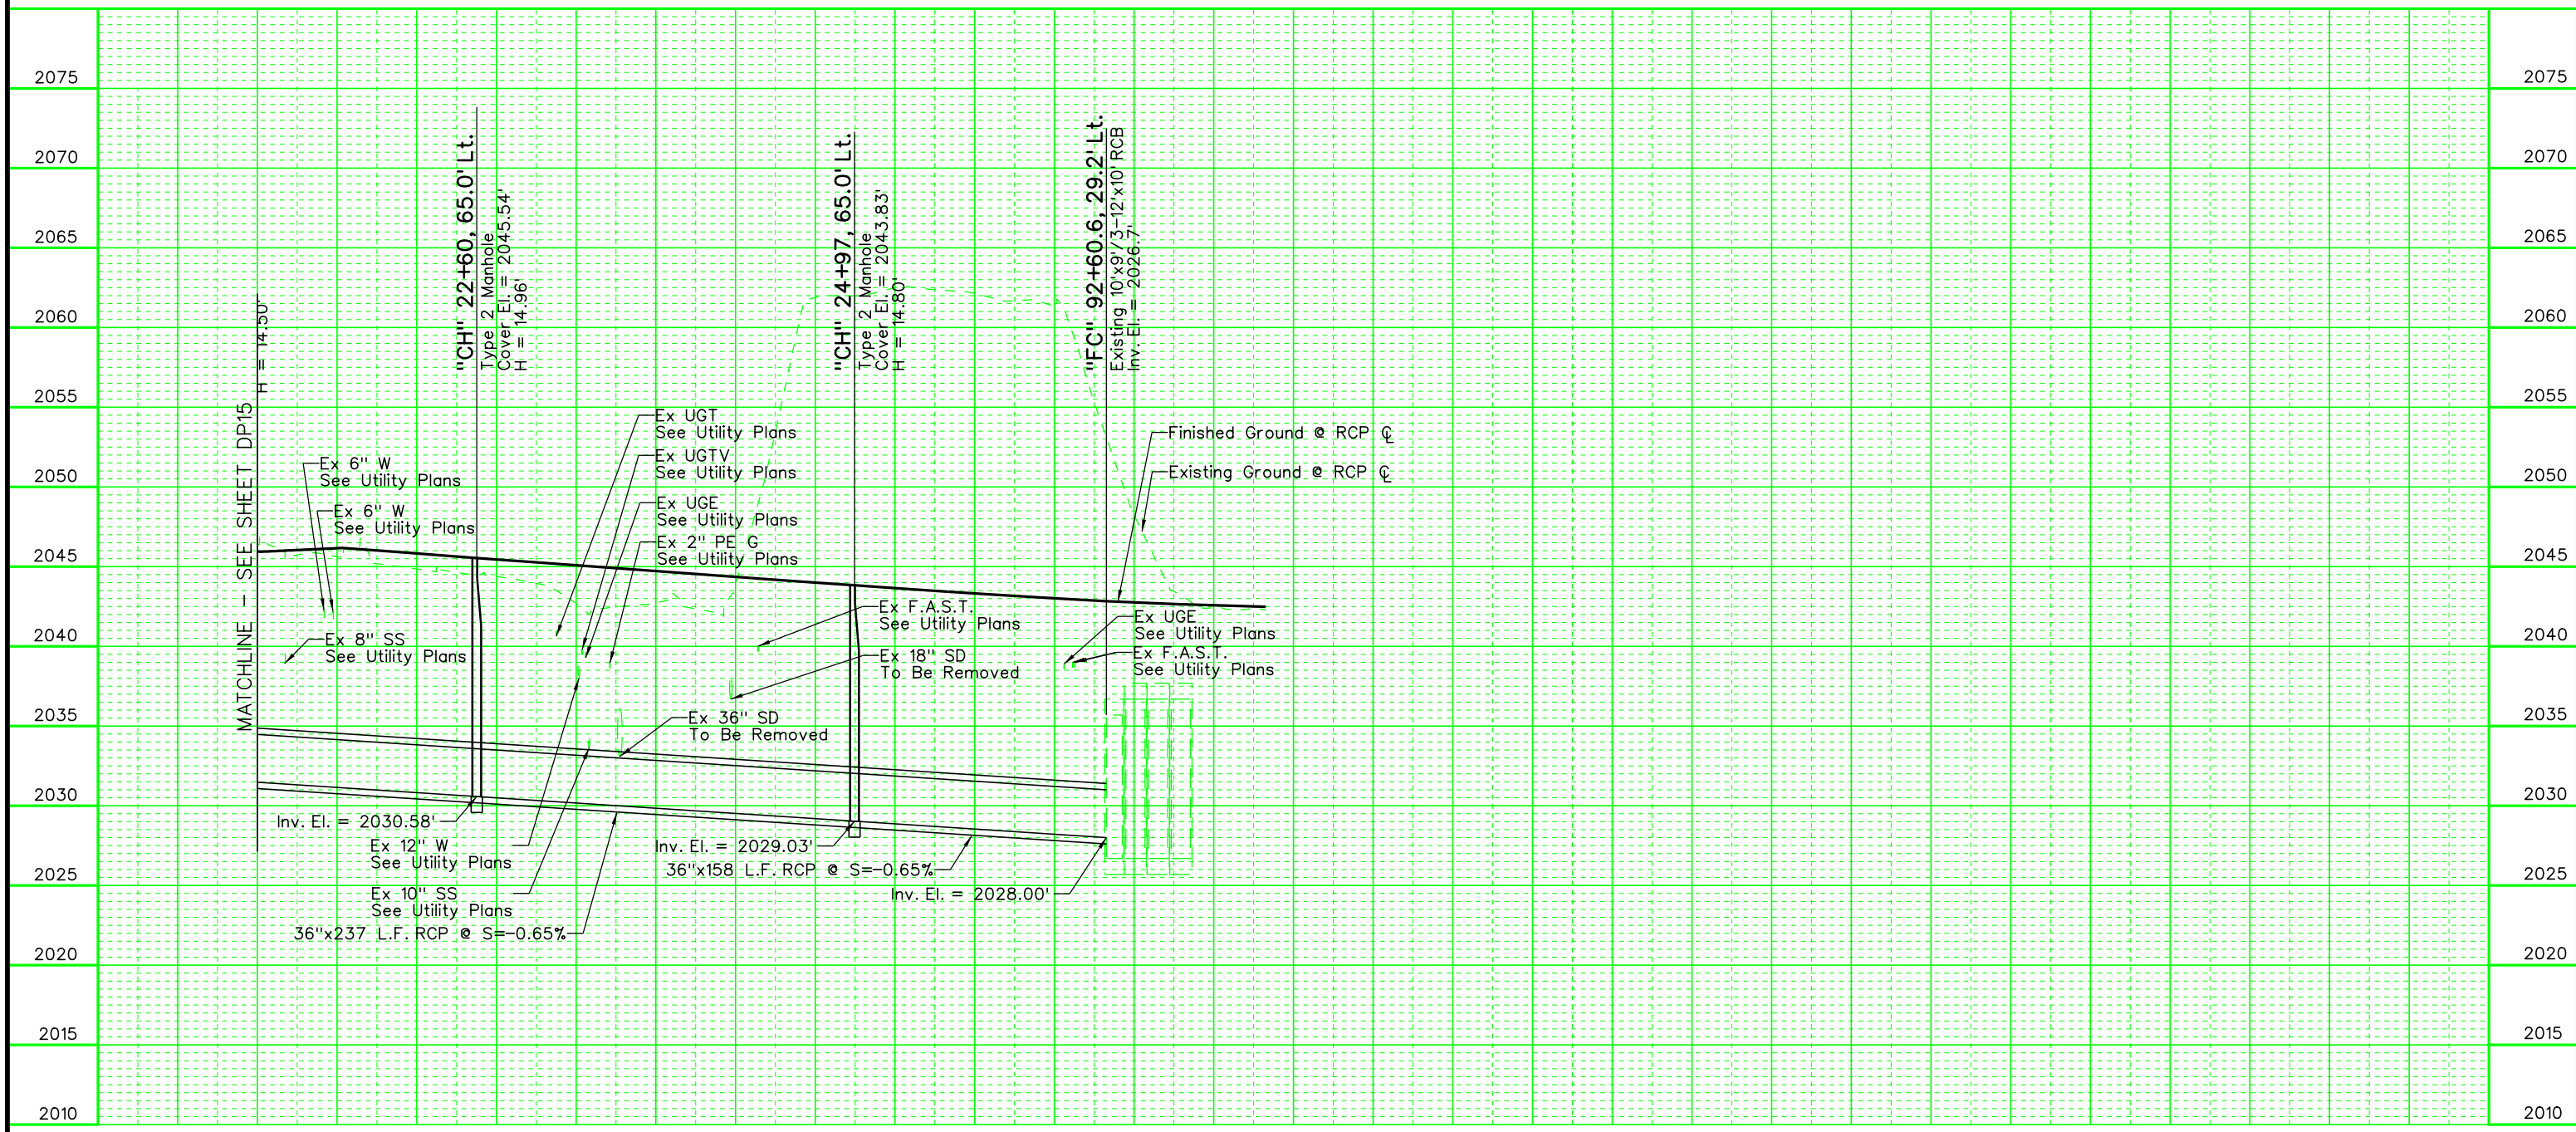 2075
2070
2065
2060
2055
2050
2045
2040
2035
2030
2025
2020
2015
2010
MATCHLINE - SEE SHEET DP15
H = 14.50'
"CH" 22+60, 65.0' Lt.
Type 2 Manhole
Cover El. = 2045.54'
H = 14.96'
"CH" 24+97, 65.0' Lt.
Type 2 Manhole
Cover El. = 2043.83'
H = 14.80'
"FC" 92+60.6, 29.2' Lt.
Existing 10'x9'/3-12'x10' RCB
Inv. El. = 2026.7'
Ex UGT
See Utility Plans
Ex UGTV
See Utility Plans
Ex UGE
See Utility Plans
Ex 2" PE G
See Utility Plans
Ex 6" W
See Utility Plans
Ex 6" W
See Utility Plans
Ex 8" SS
See Utility Plans
Finished Ground @ RCP ℄
Existing Ground @ RCP ℄
Ex F.A.S.T.
See Utility Plans
Ex 18" SD
To Be Removed
Ex 36" SD
To Be Removed
Ex UGE
See Utility Plans
Ex F.A.S.T.
See Utility Plans
Inv. El. = 2030.58'
Ex 12" W
See Utility Plans
Ex 10" SS
See Utility Plans
36"x237 L.F. RCP @ S=-0.65%
Inv. El. = 2029.03'
36"x158 L.F. RCP @ S=-0.65%
Inv. El. = 2028.00'
2075
2070
2065
2060
2055
2050
2045
2040
2035
2030
2025
2020
2015
2010